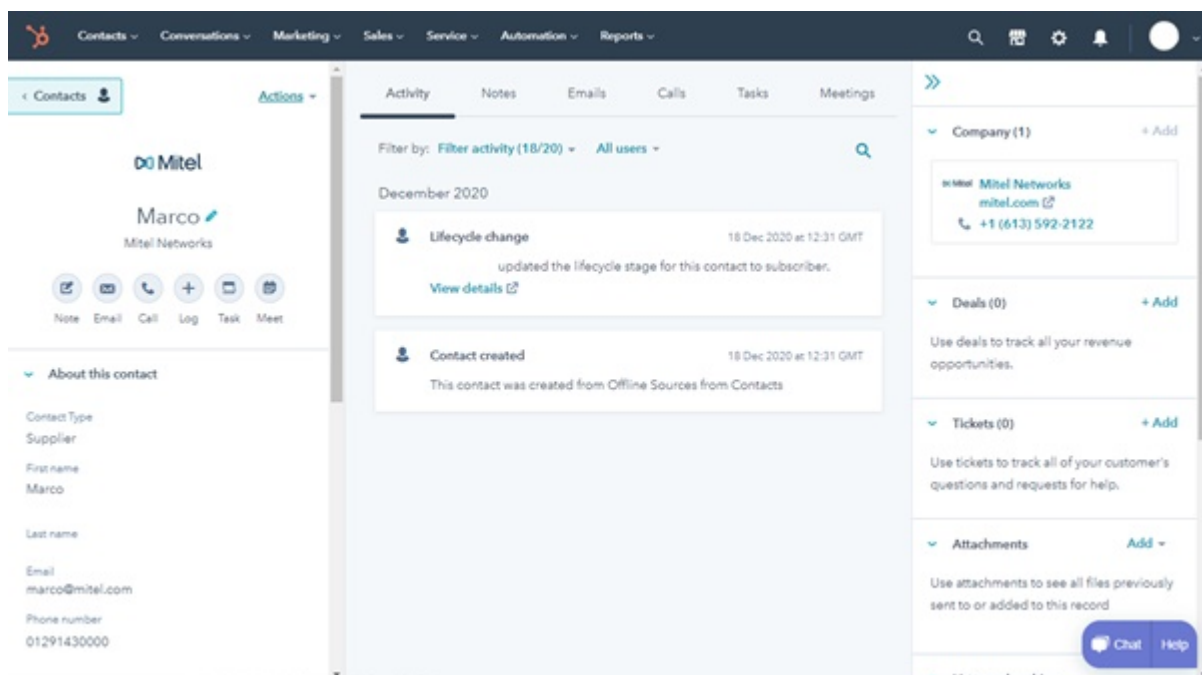 Contacts Conversations Marketing Sales Service Automation Reports
Contacts
Actions
Mitel
Marco
Mitel Networks
Note Email Call Log Task Meet
About this contact
Contact Type
Supplier
First name
Marco
Last name
Email
marco@mitel.com
Phone number
01291430000
Activity Notes Emails Calls Tasks Meetings
Filter by: Filter activity (18/20) All users
December 2020
Lifecycle change 18 Dec 2020 at 12:31 GMT
updated the lifecycle stage for this contact to subscriber.
View details
Contact created 18 Dec 2020 at 12:31 GMT
This contact was created from Offline Sources from Contacts
Company (1) + Add
Mitel Mitel Networks
mitel.com
+1 (613) 592-2122
Deals (0) + Add
Use deals to track all your revenue
opportunities.
Tickets (0) + Add
Use tickets to track all of your customer's
questions and requests for help.
Attachments Add
Use attachments to see all files previously
sent to or added to this record
Chat Help